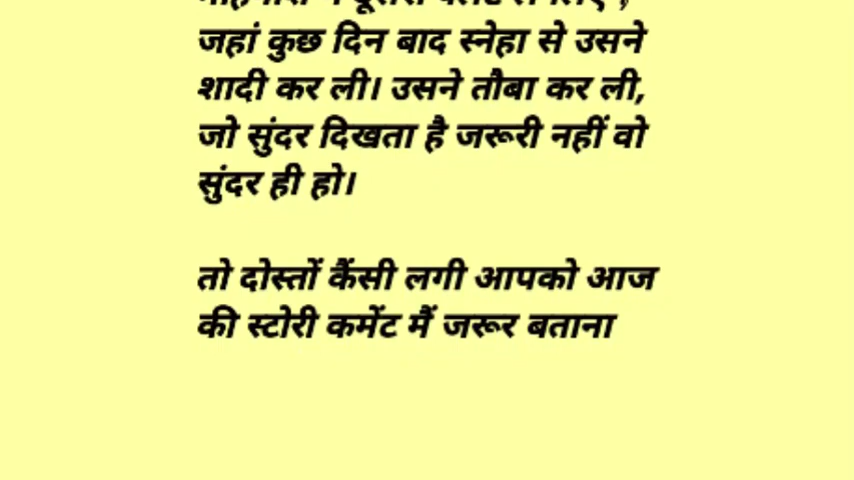 जहां कुछ दिन बाद स्नेहा से उसने
शादी कर ली। उसने तौबा कर ली,
जो सुंदर दिखता है जरूरी नहीं वो
सुंदर ही हो।
तो दोस्तों कैंसी लगी आपको आज
की स्टोरी कमेंट मैं जरूर बताना